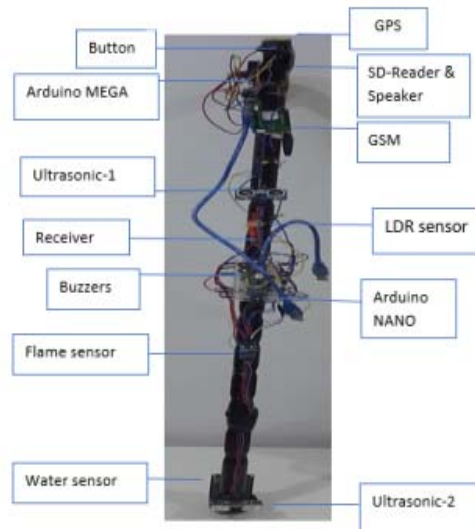 GPS
Button
SD-Reader &
Speaker
Arduino MEGA
GSM
Ultrasonic-1
LDR sensor
Receiver
Buzzers
Arduino
NANO
Flame sensor
Water sensor
Ultrasonic-2